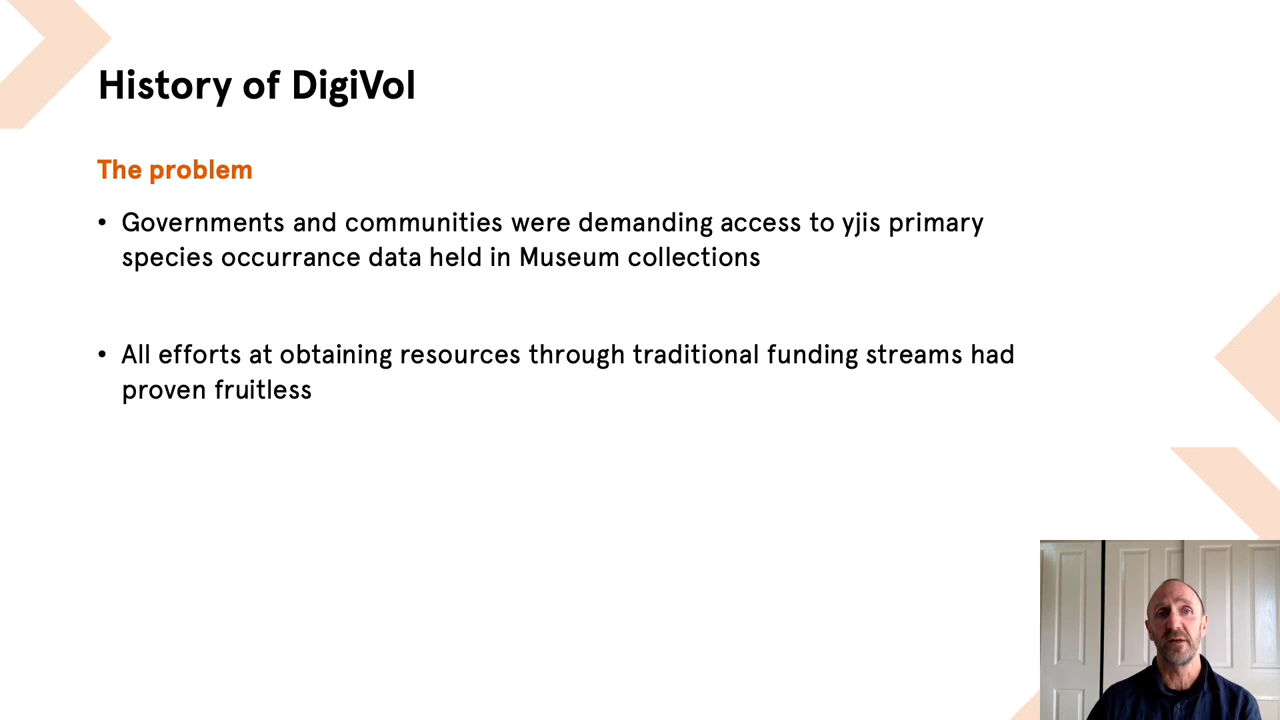 History of DigiVol
The problem
• Governments and communities were demanding access to yjis primary
species occurrance data held in Museum collections
• All efforts at obtaining resources through traditional funding streams had
proven fruitless